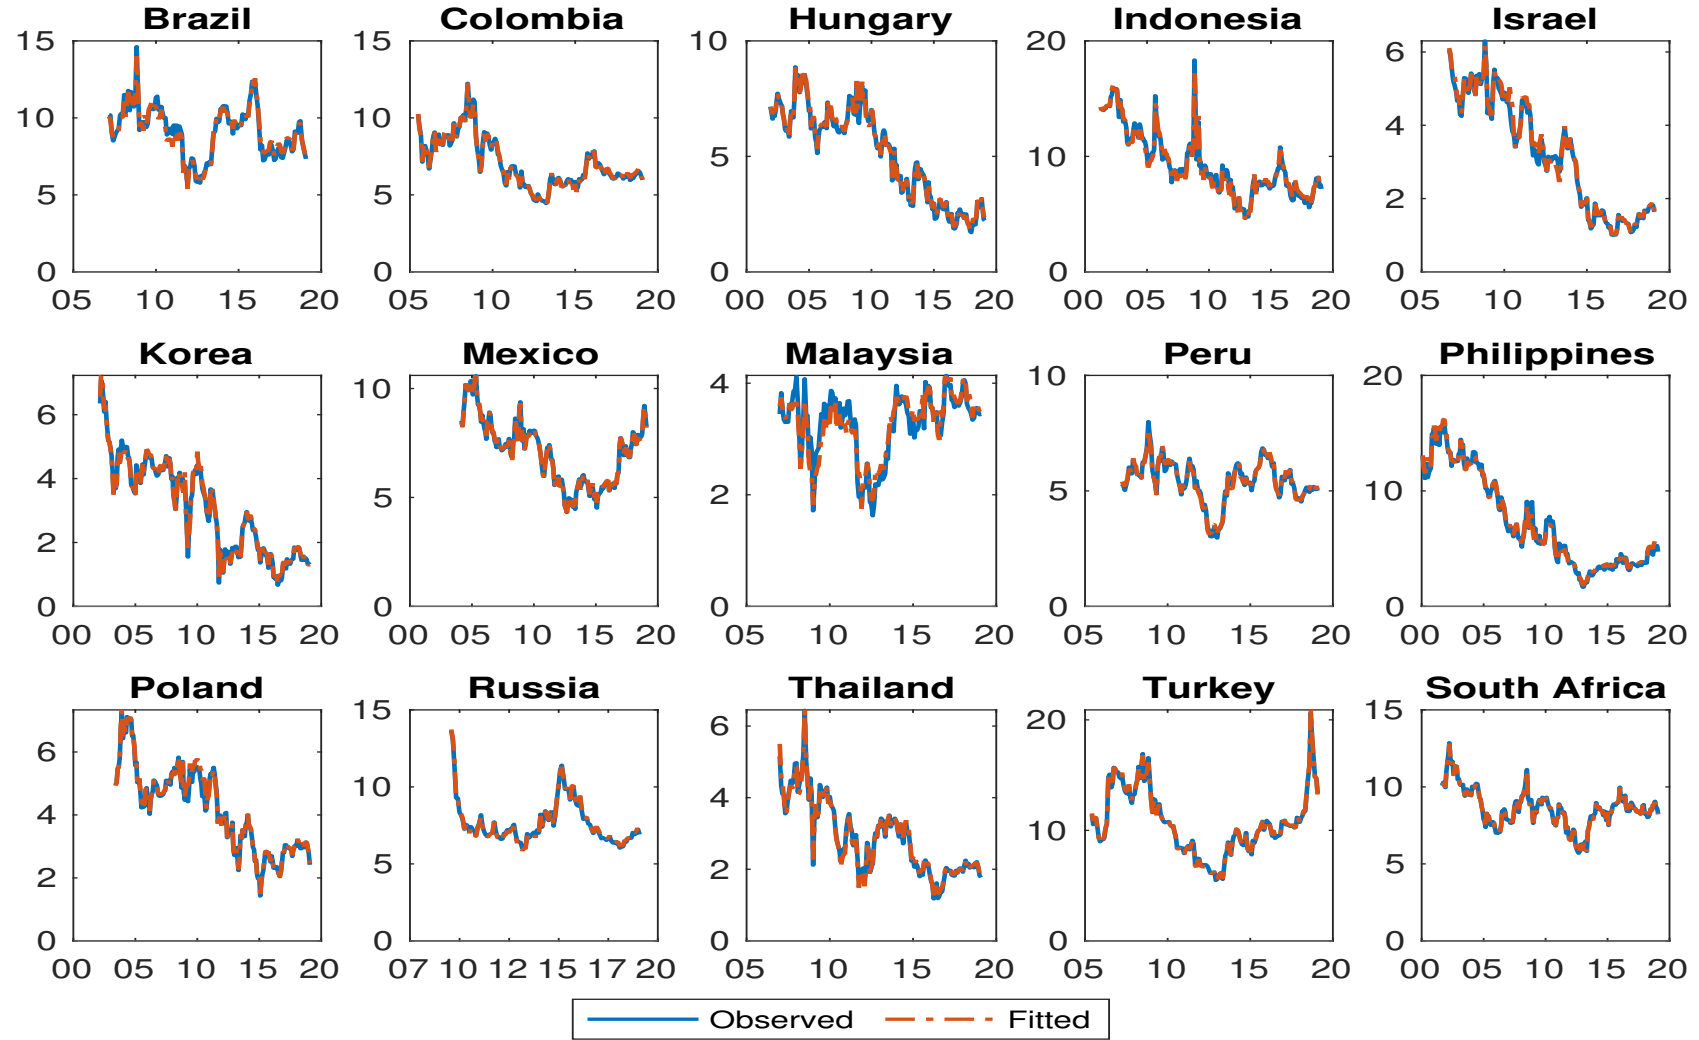 Brazil Colombia Hungary Indonesia Israel
15 15 10 20 6
10 10 5 10 4
5 5 2
0 0 0 0 0
05 10 15 20 05 10 15 20 00 05 10 15 20 00 05 10 15 20 05 10 15 20
Korea Mexico Malaysia Peru Philippines
6 10 4 10 20
4 5 2 5 10
2
0 0 0 0 0
00 05 10 15 20 00 05 10 15 20 05 10 15 20 05 10 15 20 00 05 10 15 20
Poland Russia Thailand Turkey South Africa
6 15 6 20 15
4 10 4 10 10
2 5 2 5
0 0 0 0 0
00 05 10 15 20 07 10 12 15 17 20 05 10 15 20 05 10 15 20 00 05 10 15 20
Observed Fitted